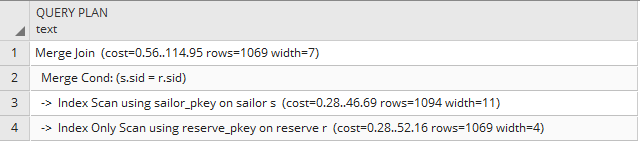 QUERY PLAN
text
1 Merge Join (cost=0.56..114.95 rows=1069 width=7)
2 Merge Cond: (s.sid = r.sid)
3 -> Index Scan using sailor_pkey on sailor s (cost=0.28..46.69 rows=1094 width=11)
4 -> Index Only Scan using reserve_pkey on reserve r (cost=0.28..52.16 rows=1069 width=4)